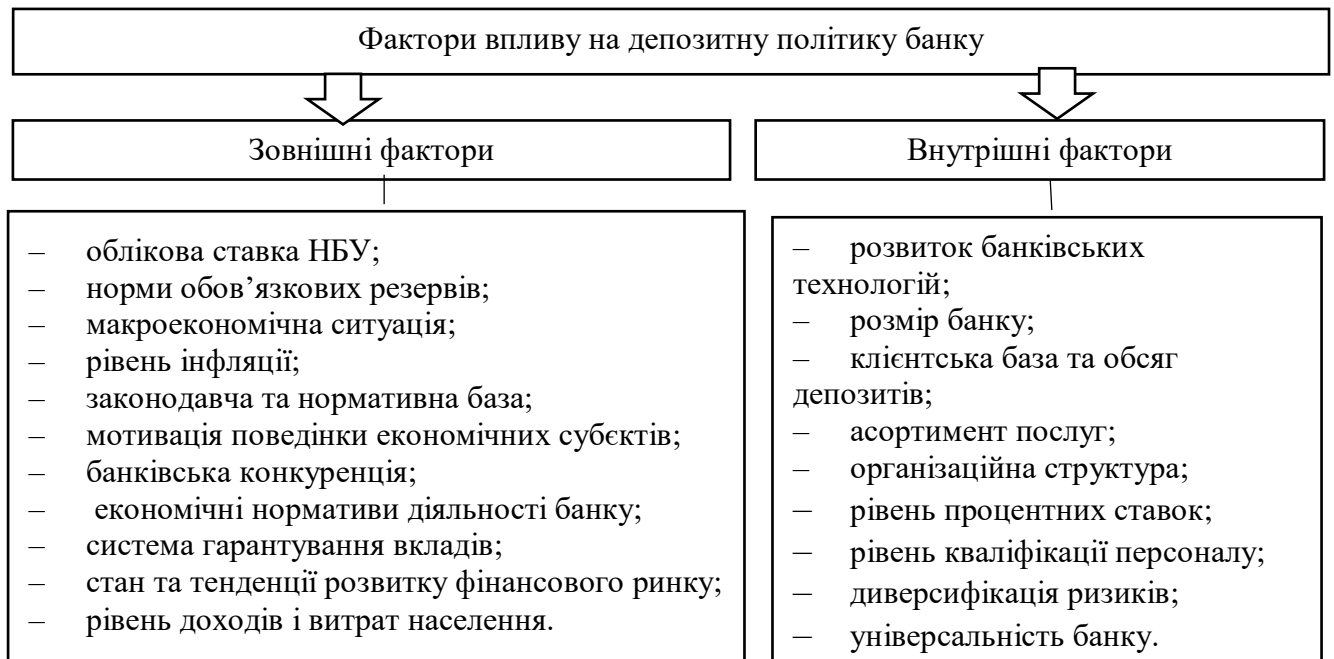 Фактори впливу на депозитну політику банку
Зовнішні фактори
– облікова ставка НБУ;
– норми обов’язкових резервів;
– макроекономічна ситуація;
– рівень інфляції;
– законодавча та нормативна база;
– мотивація поведінки економічних субєктів;
– банківська конкуренція;
– економічні нормативи діяльності банку;
– система гарантування вкладів;
– стан та тенденції розвитку фінансового ринку;
– рівень доходів і витрат населення.
Внутрішні фактори
– розвиток банківських
технологій;
– розмір банку;
– клієнтська база та обсяг
депозитів;
– асортимент послуг;
– організаційна структура;
– рівень процентних ставок;
– рівень кваліфікації персоналу;
– диверсифікація ризиків;
– універсальність банку.